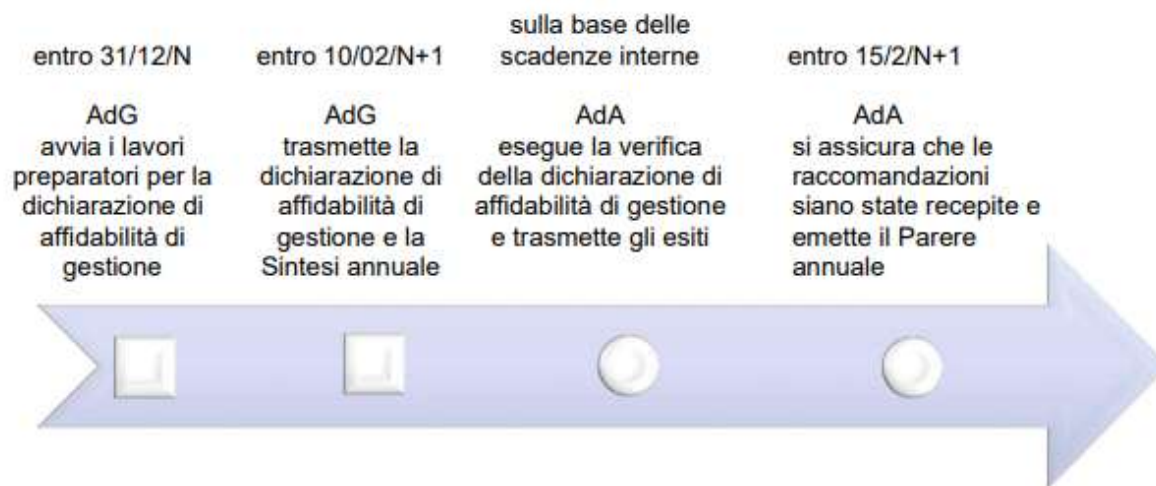 entro 31/12/N
AdG
avvia i lavori
preparatori per la
dichiarazione di
affidabilità di
gestione
entro 10/02/N+1
AdG
trasmette la
dichiarazione di
affidabilità di
gestione e la
Sintesi annuale
sulla base delle
scadenze interne
AdA
esegue la verifica
della dichiarazione di
affidabilità di gestione
e trasmette gli esiti
entro 15/2/N+1
AdA
si assicura che le
raccomandazioni
siano state recepite e
emette il Parere
annuale